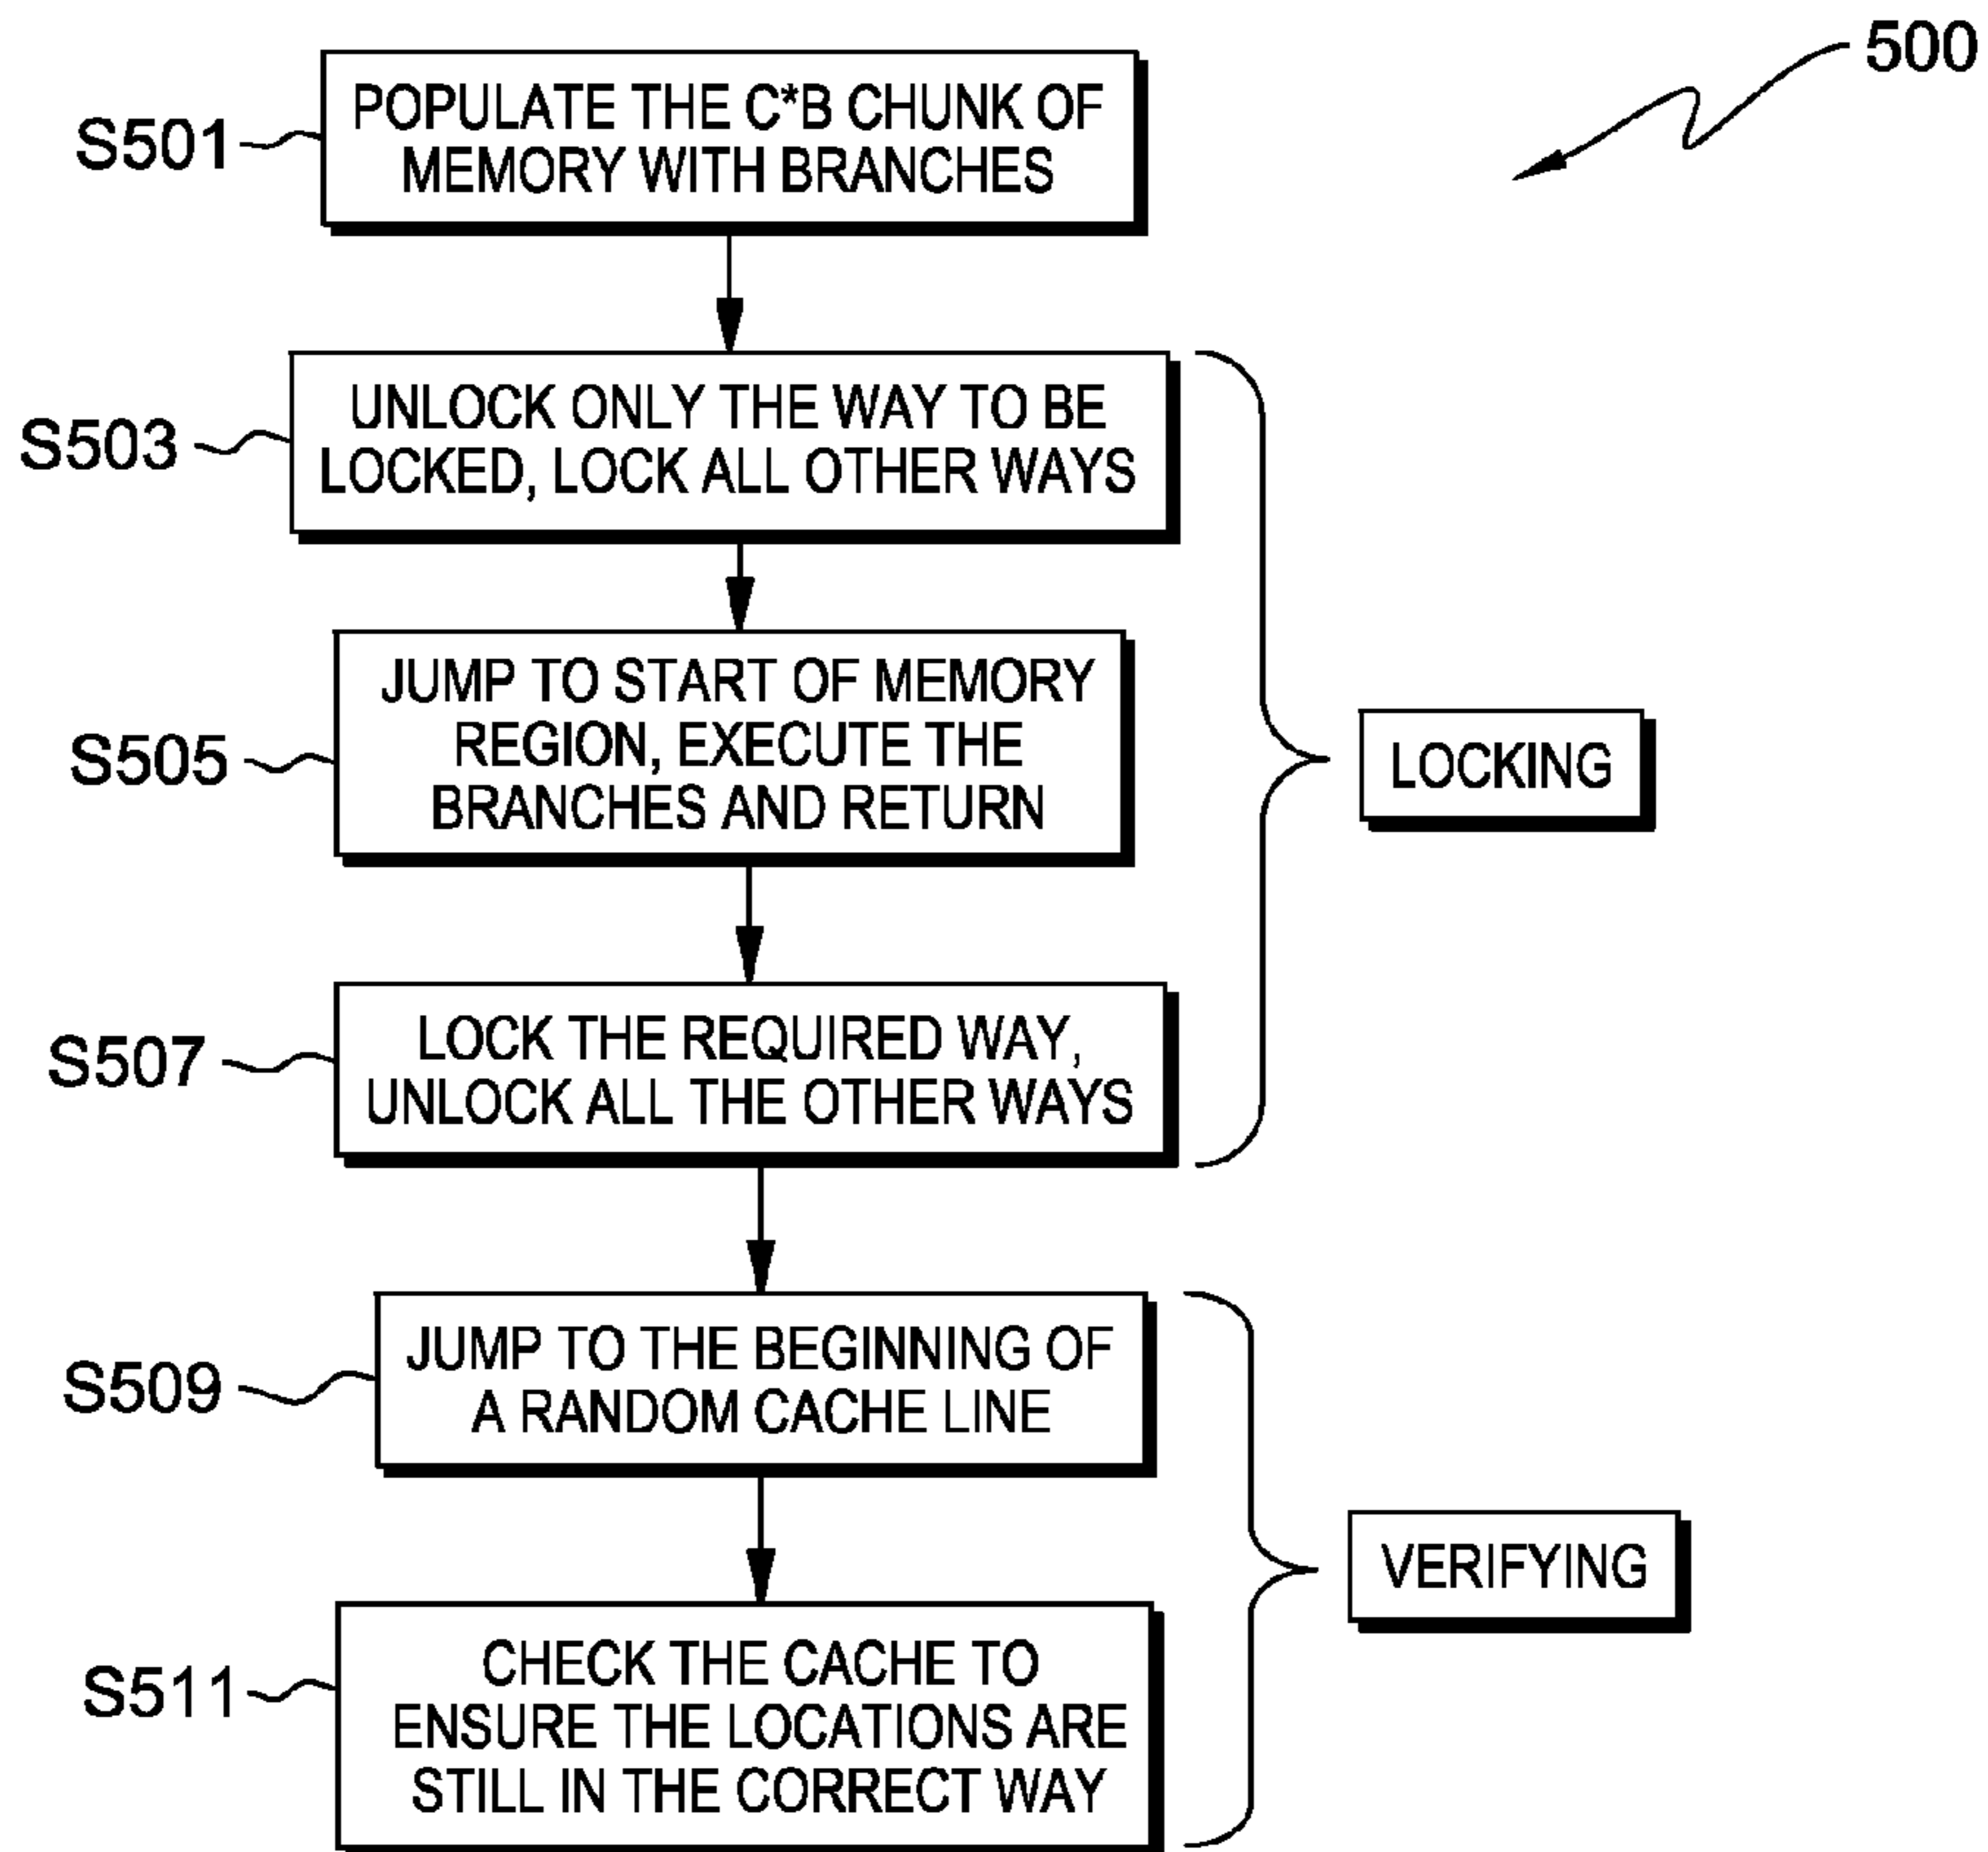 500
S501
POPULATE THE C*B CHUNK OF
MEMORY WITH BRANCHES
S503
UNLOCK ONLY THE WAY TO BE
LOCKED, LOCK ALL OTHER WAYS
S505
JUMP TO START OF MEMORY
REGION, EXECUTE THE
BRANCHES AND RETURN
LOCKING
S507
LOCK THE REQUIRED WAY,
UNLOCK ALL THE OTHER WAYS
S509
JUMP TO THE BEGINNING OF
A RANDOM CACHE LINE
VERIFYING
S511
CHECK THE CACHE TO
ENSURE THE LOCATIONS ARE
STILL IN THE CORRECT WAY